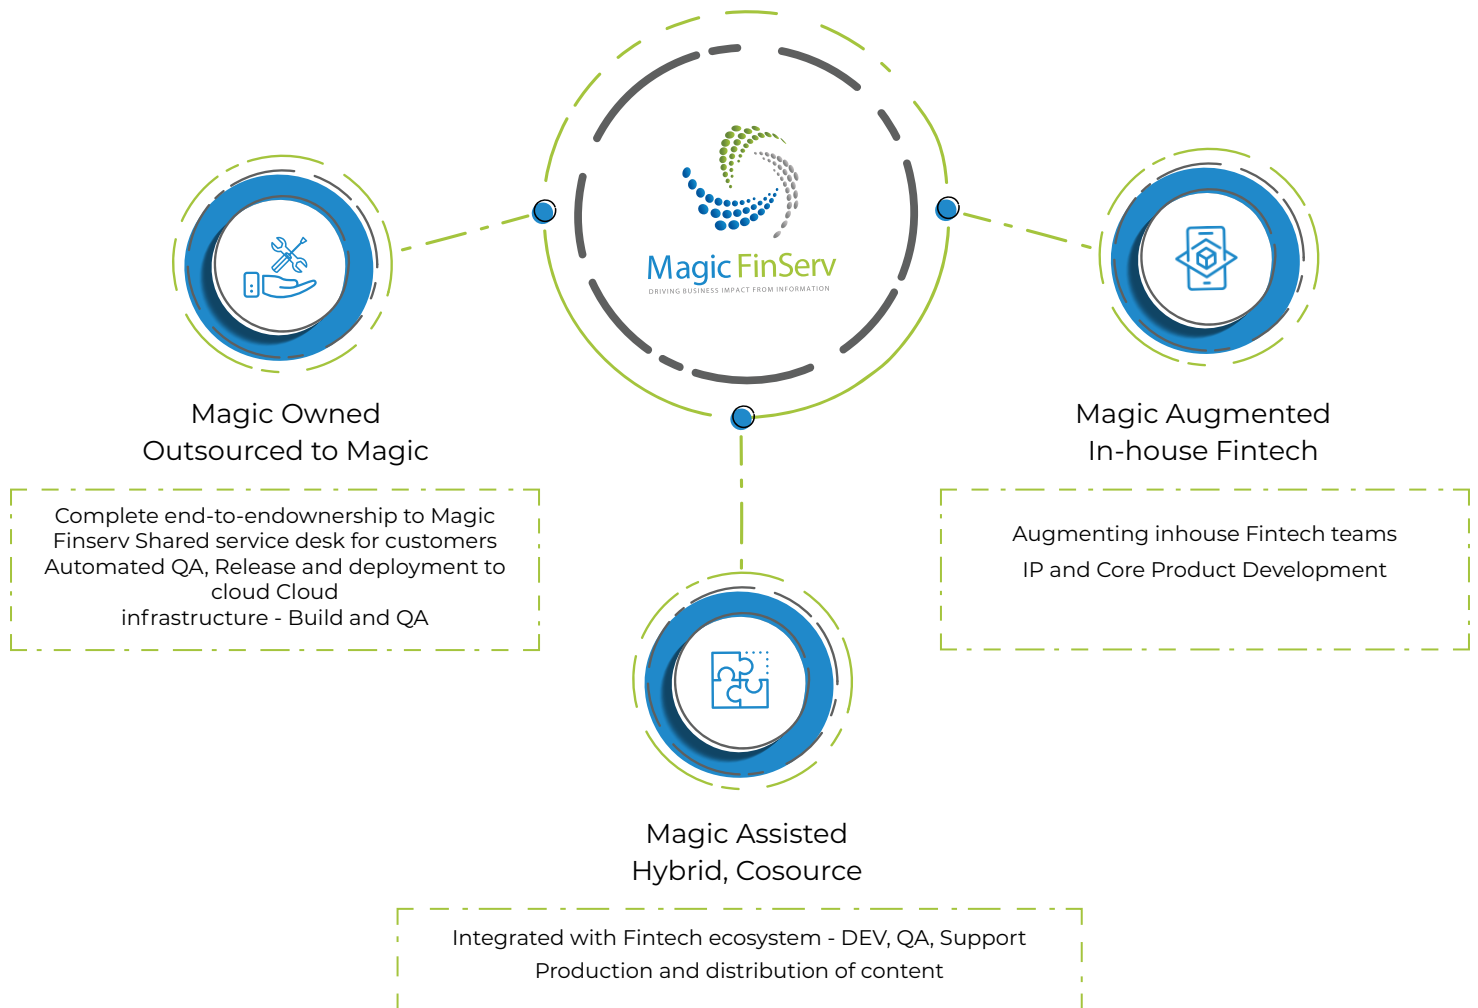 Magic FinServ
DRIVING BUSINESS IMPACT FROM INFORMATION
Magic Owned
Outsourced to Magic
Complete end-to-endownership to Magic
Finserv Shared service desk for customers
Automated QA, Release and deployment to
cloud Cloud
infrastructure - Build and QA
Magic Augmented
In-house Fintech
Augmenting inhouse Fintech teams
IP and Core Product Development
Magic Assisted
Hybrid, Cosource
Integrated with Fintech ecosystem - DEV, QA, Support
Production and distribution of content